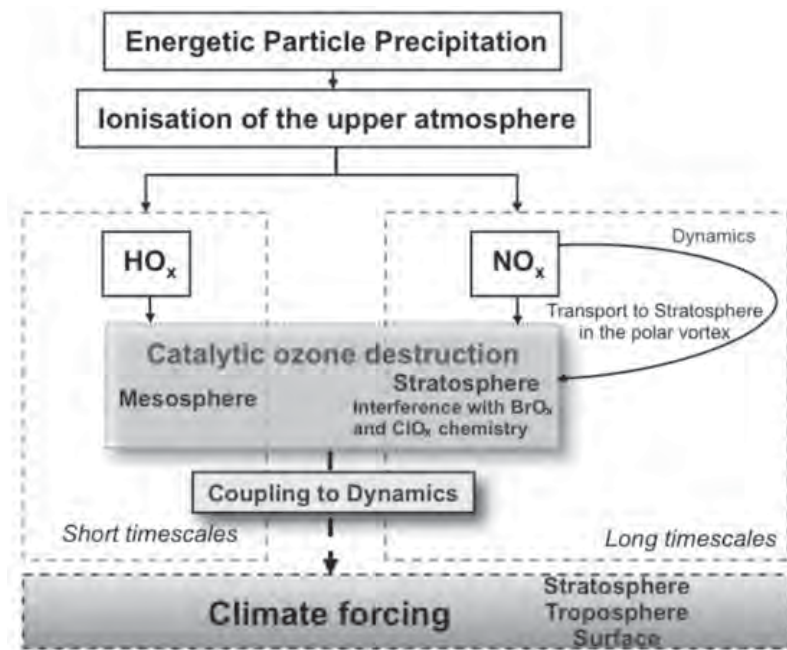 Energetic Particle Precipitation
Ionisation of the upper atmosphere
HOx
NOx
Dynamics
Transport to Stratosphere
in the polar vortex
Catalytic ozone destruction
Mesosphere
Stratosphere
Interference with BrOx
and ClOx chemistry
Coupling to Dynamics
Short timescales
Long timescales
Climate forcing
Stratosphere
Troposphere
Surface